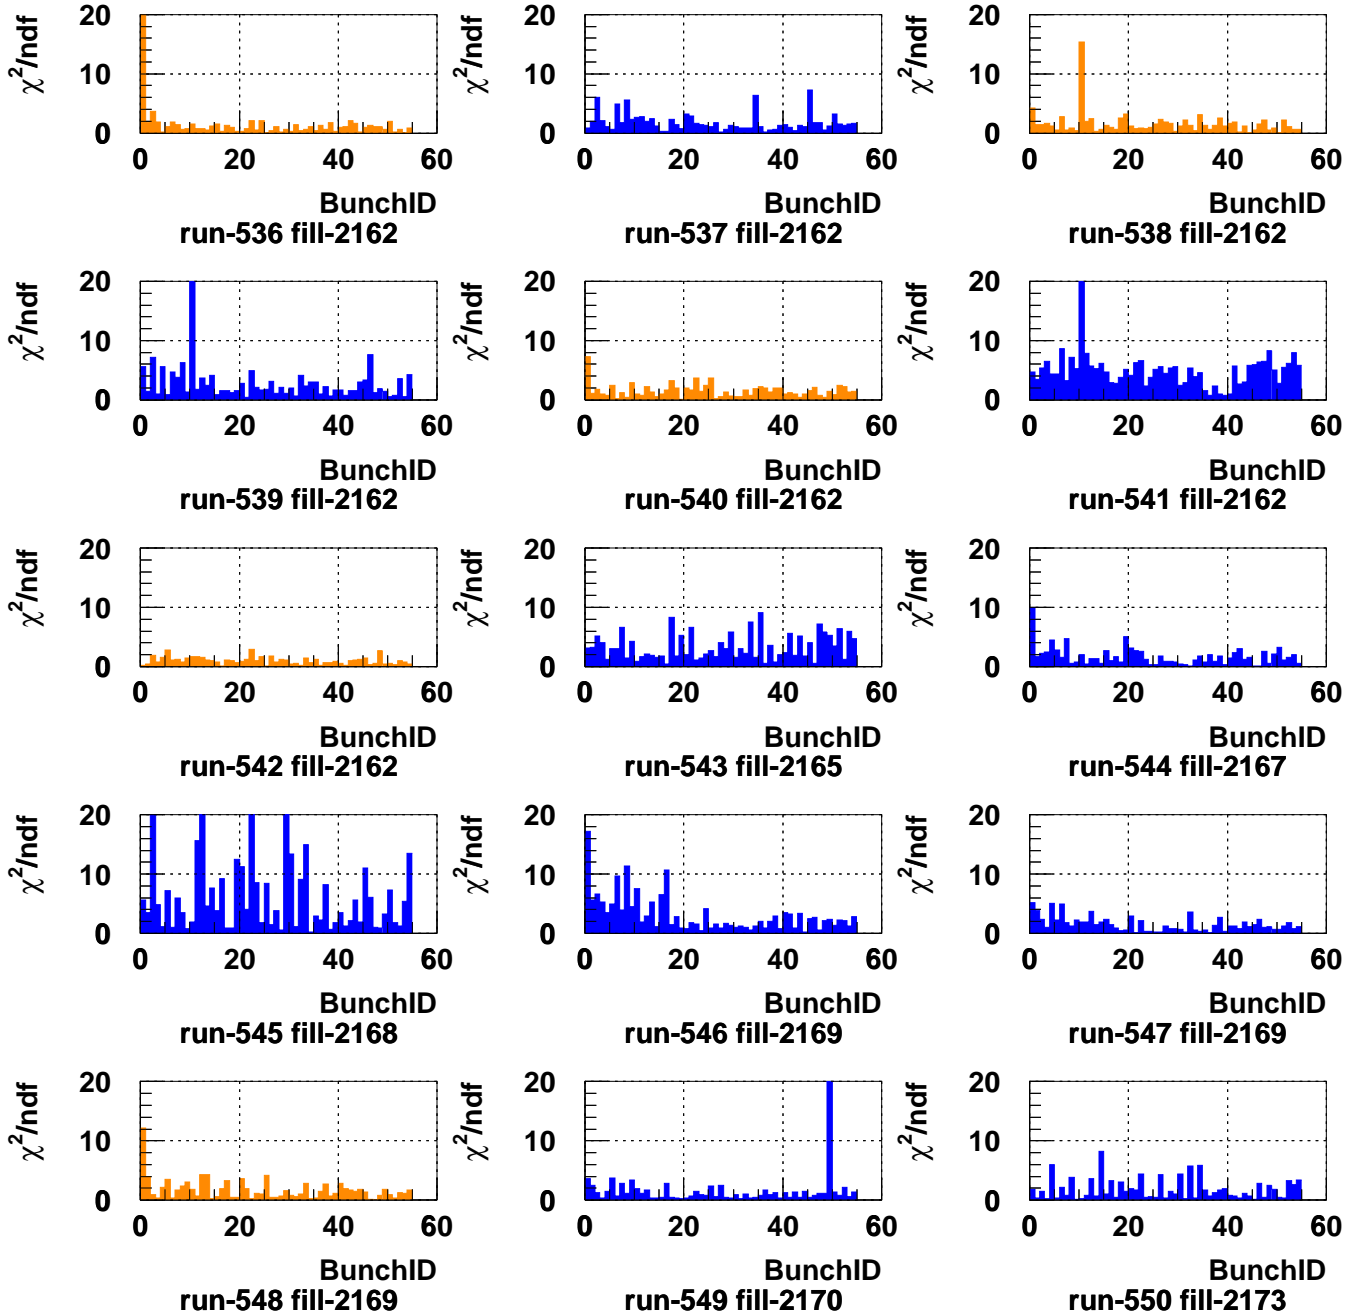 χ²/ndf 20 10 0 0 20 40 60 BunchID run-536 fill-2162
χ²/ndf 20 10 0 0 20 40 60 BunchID run-537 fill-2162
χ²/ndf 20 10 0 0 20 40 60 BunchID run-538 fill-2162
χ²/ndf 20 10 0 0 20 40 60 BunchID run-539 fill-2162
χ²/ndf 20 10 0 0 20 40 60 BunchID run-540 fill-2162
χ²/ndf 20 10 0 0 20 40 60 BunchID run-541 fill-2162
χ²/ndf 20 10 0 0 20 40 60 BunchID run-542 fill-2162
χ²/ndf 20 10 0 0 20 40 60 BunchID run-543 fill-2165
χ²/ndf 20 10 0 0 20 40 60 BunchID run-544 fill-2167
χ²/ndf 20 10 0 0 20 40 60 BunchID run-545 fill-2168
χ²/ndf 20 10 0 0 20 40 60 BunchID run-546 fill-2169
χ²/ndf 20 10 0 0 20 40 60 BunchID run-547 fill-2169
χ²/ndf 20 10 0 0 20 40 60 BunchID run-548 fill-2169
χ²/ndf 20 10 0 0 20 40 60 BunchID run-549 fill-2170
χ²/ndf 20 10 0 0 20 40 60 BunchID run-550 fill-2173